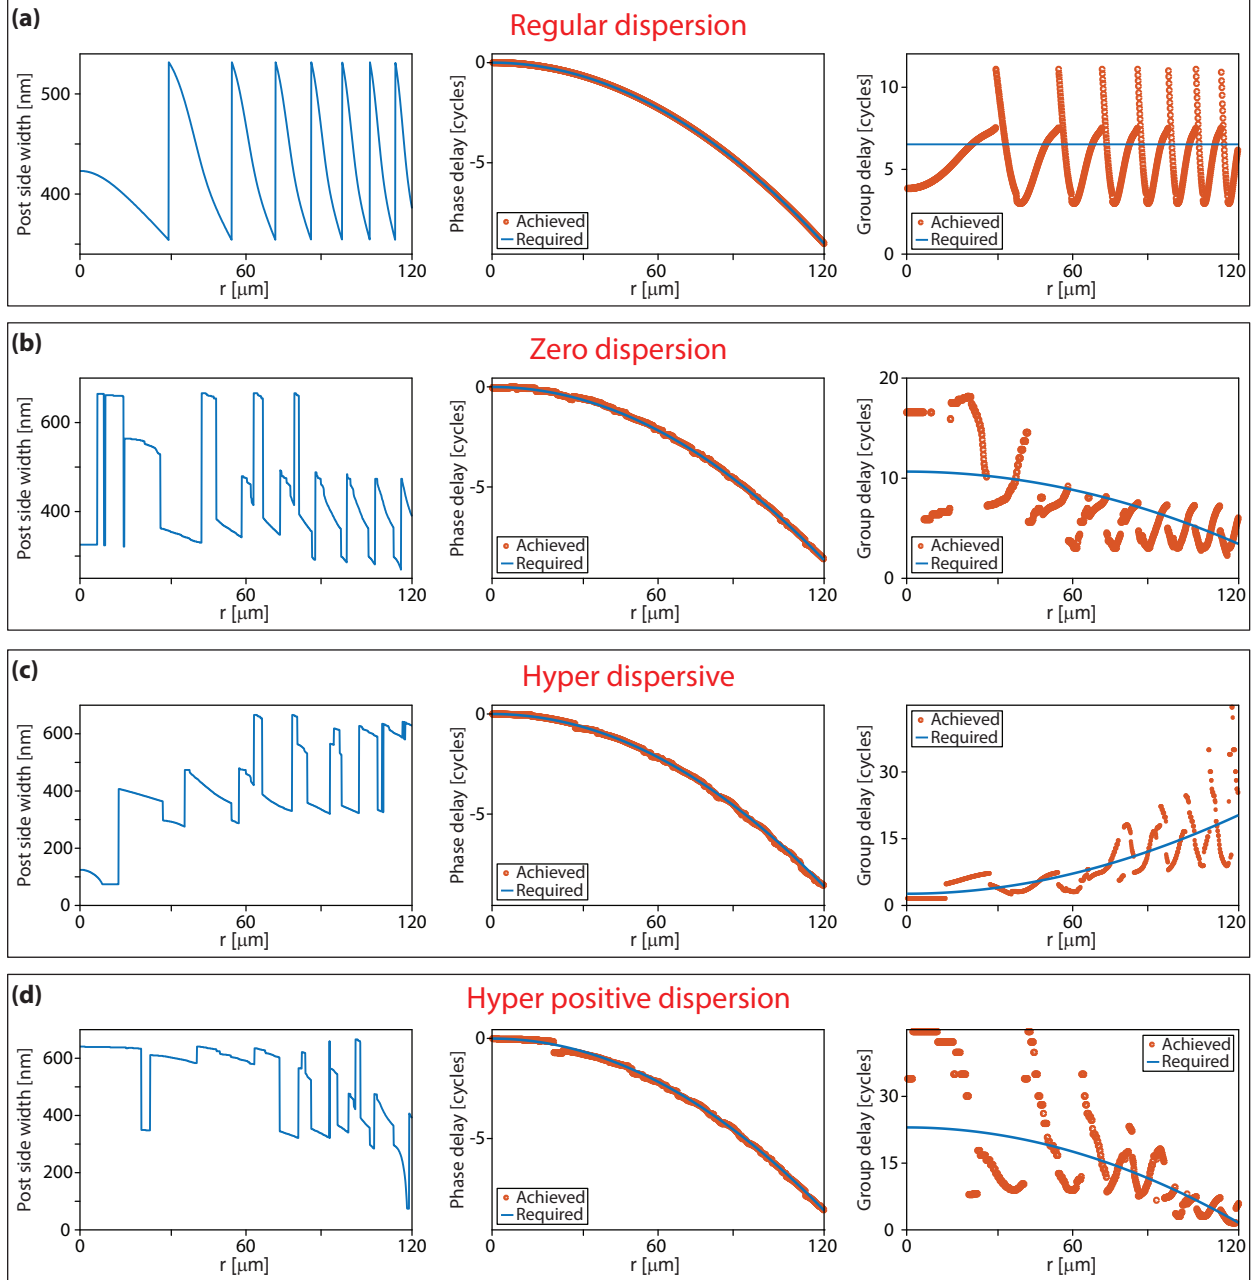 (a)
Regular dispersion
Post side width [nm]
500
400
0
60
120
r [μm]
Phase delay [cycles]
0
-5
0
60
120
r [μm]
Achieved
Required
Group delay [cycles]
10
5
0
0
60
120
r [μm]
Achieved
Required
(b)
Zero dispersion
Post side width [nm]
600
400
0
60
120
r [μm]
Phase delay [cycles]
0
-5
0
60
120
r [μm]
Achieved
Required
Group delay [cycles]
20
10
0
0
60
120
r [μm]
Achieved
Required
(c)
Hyper dispersive
Post side width [nm]
600
400
200
0
0
60
120
r [μm]
Phase delay [cycles]
0
-5
0
60
120
r [μm]
Achieved
Required
Group delay [cycles]
30
15
0
0
60
120
r [μm]
Achieved
Required
(d)
Hyper positive dispersion
Post side width [nm]
600
400
200
0
0
60
120
r [μm]
Phase delay [cycles]
0
-5
0
60
120
r [μm]
Achieved
Required
Group delay [cycles]
30
15
0
0
60
120
r [μm]
Achieved
Required